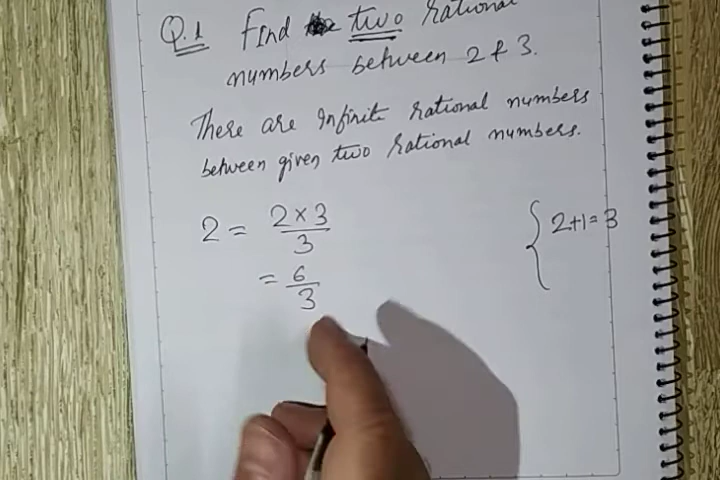 Q.1 Find two rational
numbers between 2 & 3.
There are Infinite rational numbers
between given two rational numbers.
2 = 2 × 3 / 3
= 6 / 3
{ 2+1=3